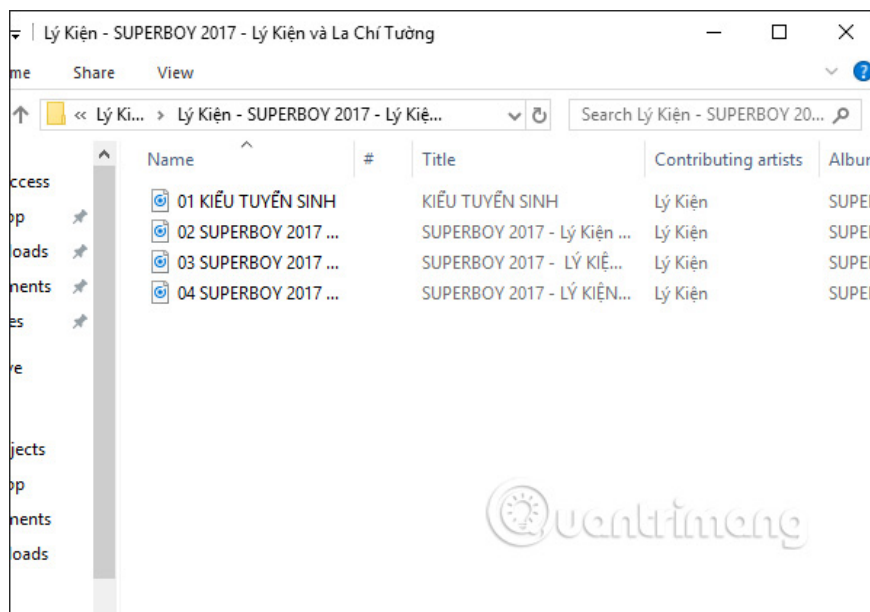 Lý Kiện - SUPERBOY 2017 - Lý Kiện và La Chí Tường
me Share View
« Lý Ki... > Lý Kiện - SUPERBOY 2017 - Lý Kiệ... Search Lý Kiện - SUPERBOY 20...
Name # Title Contributing artists Albur
ccess
op
loads
ments
es
ve
jects
op
ments
loads
01 KIỀU TUYỂN SINH KIỀU TUYỂN SINH Lý Kiện SUPE
02 SUPERBOY 2017 ... SUPERBOY 2017 - Lý Kiện ... Lý Kiện SUPE
03 SUPERBOY 2017 ... SUPERBOY 2017 - LÝ KIỆ... Lý Kiện SUPE
04 SUPERBOY 2017 ... SUPERBOY 2017 - LÝ KIỆN... Lý Kiện SUPE
Quantrimang